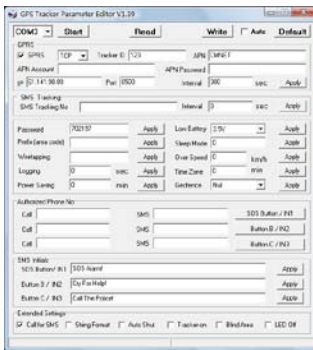 GPS Tracker Parameter Editor V1.39
COM3 Start Read Write Auto Default
GPRS
GPRS TCP Tracker ID 123 APN CMNET
APN Account APN Password
Port 8500 Interval 300 sec Apply
SMS Tracking
SMS Tracking No Interval 0 sec Apply
Password Apply Low Battery 3.5V Apply
Prefix(area code) Apply Sleep Mode 0 Apply
Wiretapping Apply Over Speed 0 km/h Apply
Logging 0 sec Apply Time Zone 0 min Apply
Power Saving 0 min Apply Geofence Null Apply
Authorized Phone No
Call SMS SOS Button / IN1
Call SMS Button B / IN2
Call SMS Button C / IN3
SMS Initials
SOS Button/ IN1 SOS Alarm! Apply
Button B / IN2 Cry For Help! Apply
Button C / IN3 Call The Police! Apply
Extended Settings
Call for SMS String Format Auto Shut Tracker on Blind Area LED Off